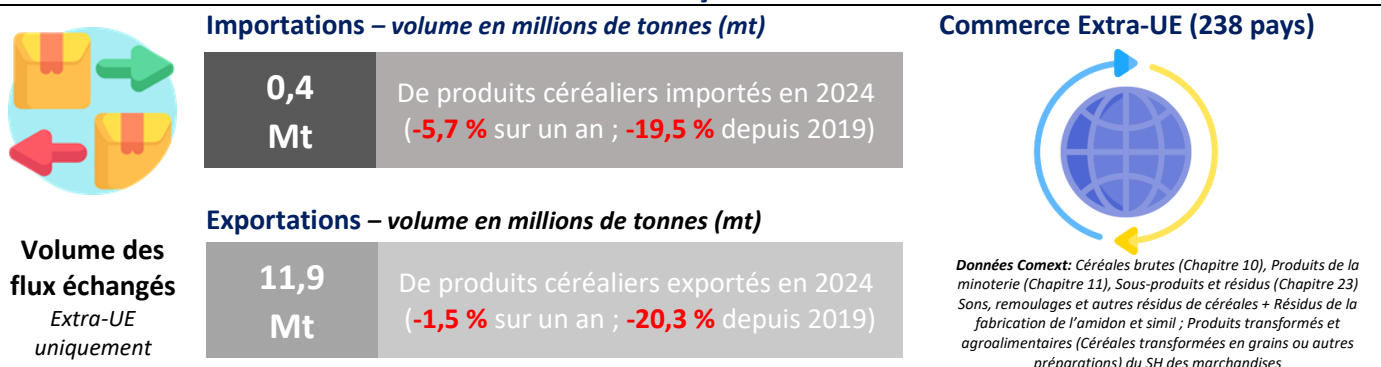 Importations – volume en millions de tonnes (mt)
0,4
Mt
De produits céréaliers importés en 2024
(-5,7 % sur un an ; -19,5 % depuis 2019)
Exportations – volume en millions de tonnes (mt)
11,9
Mt
De produits céréaliers exportés en 2024
(-1,5 % sur un an ; -20,3 % depuis 2019)
Volume des
flux échangés
Extra-UE
uniquement
Commerce Extra-UE (238 pays)
Données Comext: Céréales brutes (Chapitre 10), Produits de la
minoterie (Chapitre 11), Sous-produits et résidus (Chapitre 23)
Sons, remoulages et autres résidus de céréales + Résidus de la
fabrication de l'amidon et simil ; Produits transformés et
agroalimentaires (Céréales transformées en grains ou autres
préparations) du SH des marchandises